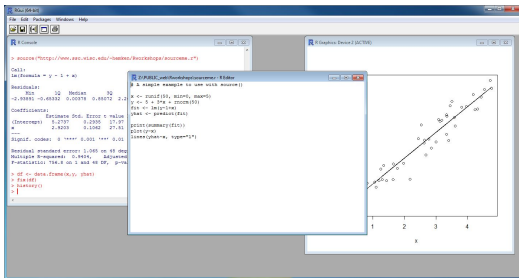 RGui (64-bit)
File Edit Packages Windows Help
R Console
> source("http://www.ssc.wisc.edu/~hemken/Rworkshops/sourceme.r")
Call:
lm(formula = y ~ 1 + x)
Residuals:
Min 1Q Median 3Q
-2.93891 -0.65332 0.00378 0.55072 2.2
Coefficients:
Estimate Std. Error t value
(Intercept) 5.2737 0.2935 17.97
x 2.9203 0.1062 27.51
---
Signif. codes: 0 '***' 0.001 '**' 0.01
Residual standard error: 1.085 on 48 deg
Multiple R-squared: 0.9404, Adjusted
F-statistic: 756.8 on 1 and 48 DF, p-va
> df <- data.frame(x,y, yhat)
> fix(df)
> history()
>
Z:\PUBLIC_web\Rworkshops\sourceme.r - R Editor
# A simple example to use with source()
x <- runif(50, min=0, max=5)
y <- 5 + 3*x + rnorm(50)
fit <- lm(y~1+x)
yhat <- predict(fit)
print(summary(fit))
plot(y~x)
lines(yhat~x, type="l")
R Graphics: Device 2 (ACTIVE)
1 2 3 4
x